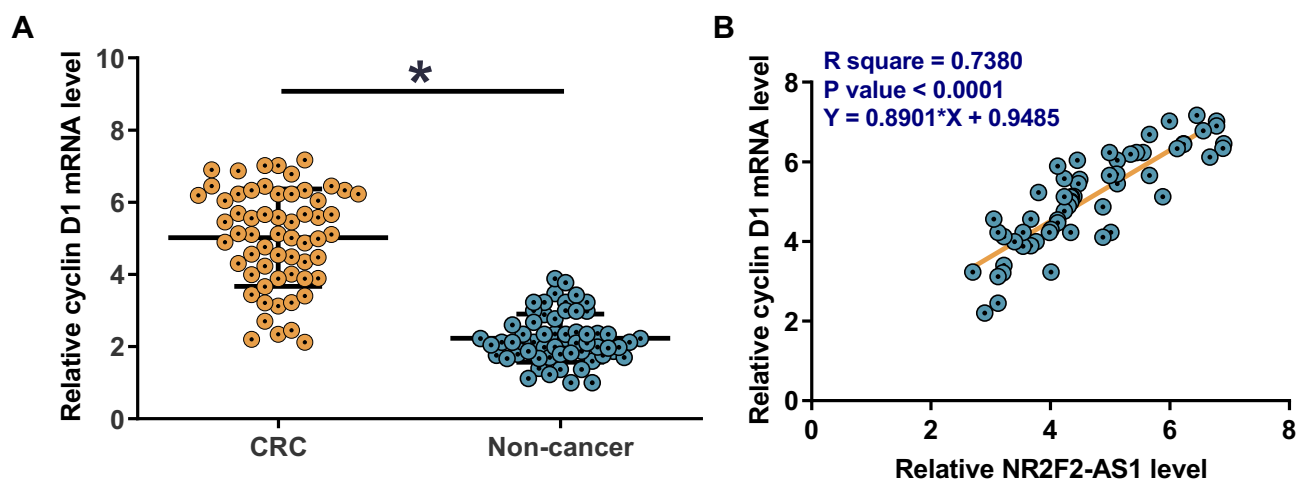 A
Relative cyclin D1 mRNA level
10
8
6
4
2
0
*
CRC
Non-cancer
B
R square = 0.7380
P value < 0.0001
Y = 0.8901*X + 0.9485
Relative cyclin D1 mRNA level
8
6
4
2
0
0 2 4 6 8
Relative NR2F2-AS1 level